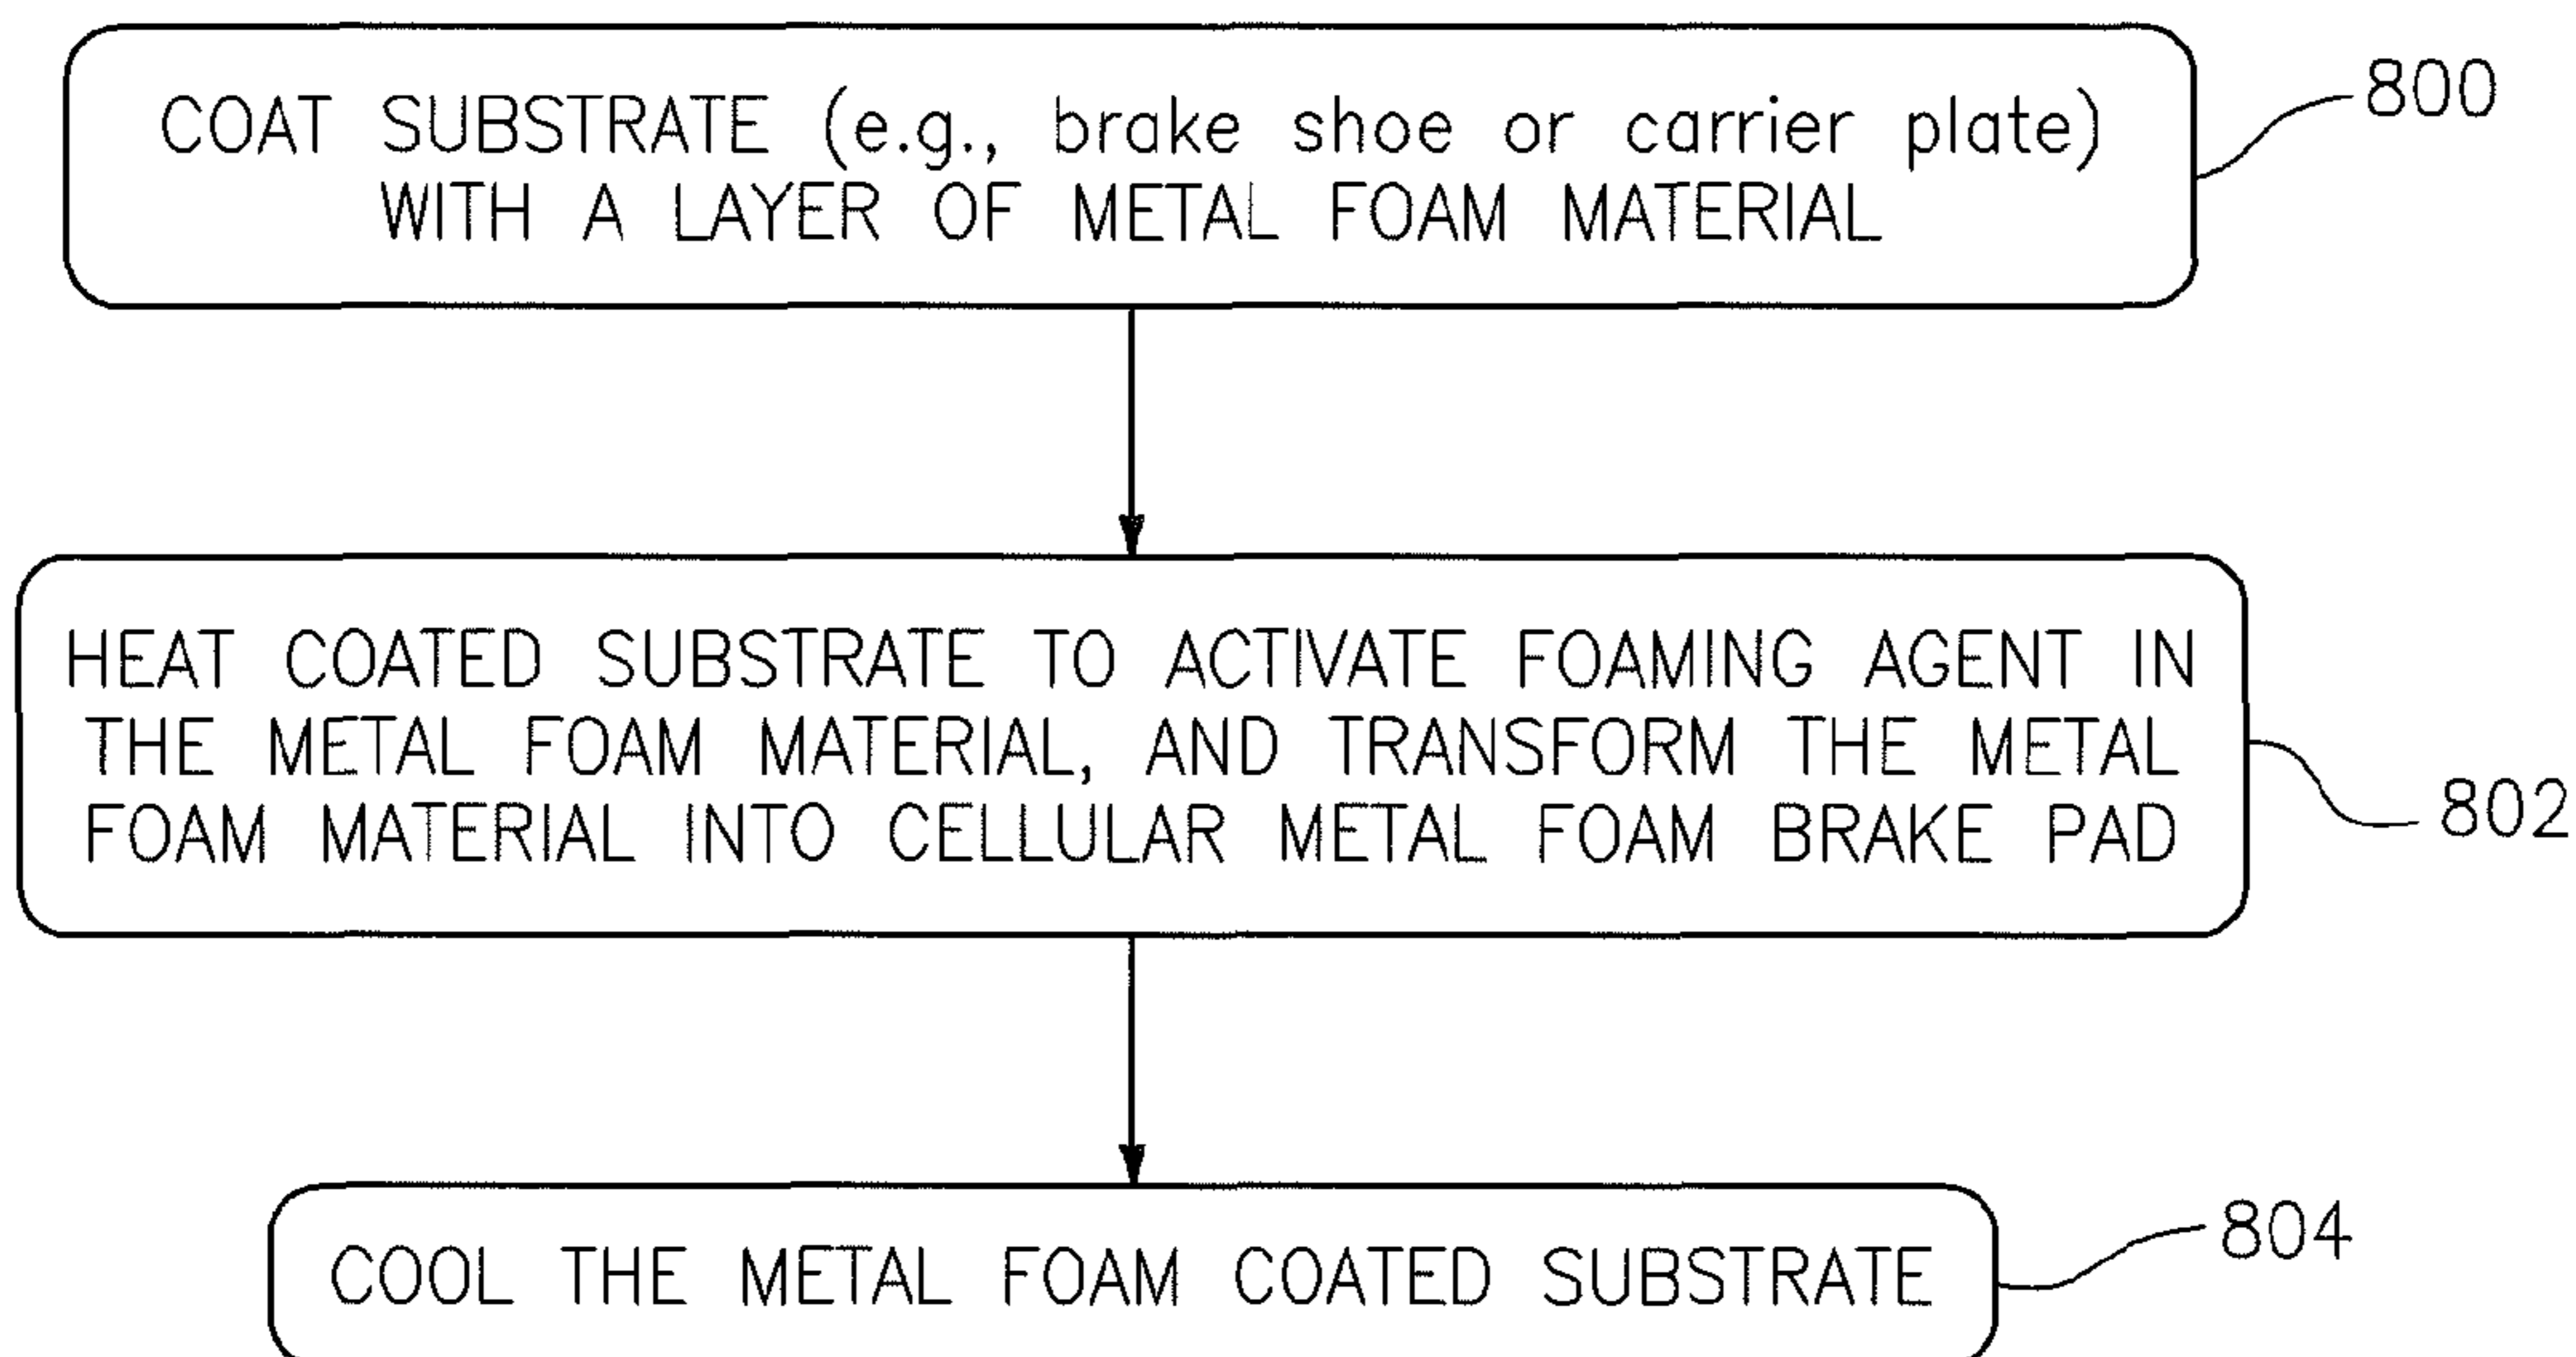 COAT SUBSTRATE (e.g., brake shoe or carrier plate)
WITH A LAYER OF METAL FOAM MATERIAL
800
HEAT COATED SUBSTRATE TO ACTIVATE FOAMING AGENT IN
THE METAL FOAM MATERIAL, AND TRANSFORM THE METAL
FOAM MATERIAL INTO CELLULAR METAL FOAM BRAKE PAD
802
COOL THE METAL FOAM COATED SUBSTRATE
804